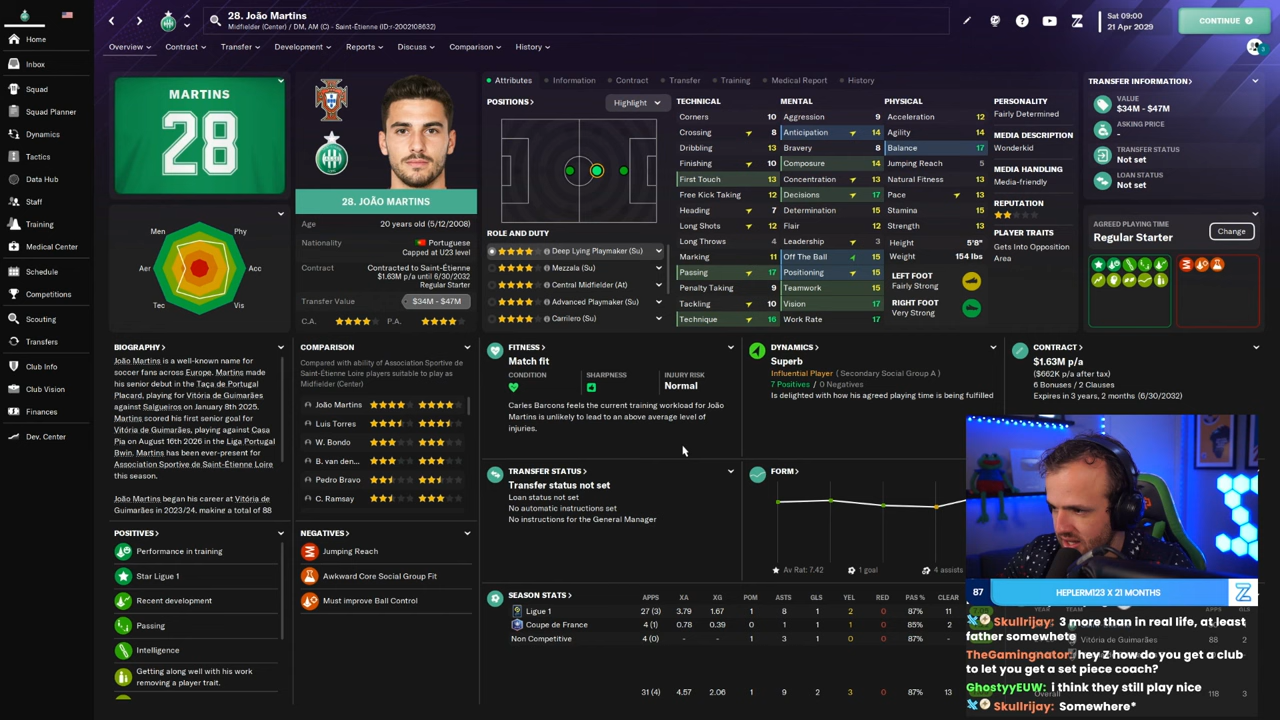 28. João Martins
Midfielder (Center) / DM, AM (C) - Saint-Étienne (ID:r-2002108632)
Sat 09:00
21 Apr 2029
CONTINUE
Overview
Contract
Transfer
Development
Reports
Discuss
Comparison
History
Home
Inbox
Squad
Squad Planner
Dynamics
Tactics
Data Hub
Staff
Training
Medical Center
Schedule
Competitions
Scouting
Transfers
Club Info
Club Vision
Finances
Dev. Center
MARTINS
28
28. JOÃO MARTINS
Age 20 years old (5/12/2008)
Nationality Portuguese
Capped at U23 level
Contract Contracted to Saint-Étienne
$1.63M p/a until 6/30/2032
Regular Starter
Transfer Value $34M - $47M
C.A. P.A.
Men Phy
Aer Acc
Tec Vis
Attributes Information Contract Transfer Training Medical Report History
POSITIONS
Highlight
ROLE AND DUTY
Deep Lying Playmaker (Su)
Mezzala (Su)
Central Midfielder (At)
Advanced Playmaker (Su)
Carrilero (Su)
TECHNICAL
Corners 10
Crossing 8
Dribbling 13
Finishing 10
First Touch 13
Free Kick Taking 12
Heading 7
Long Shots 12
Long Throws 4
Marking 11
Passing 17
Penalty Taking 9
Tackling 10
Technique 16
MENTAL
Aggression 9
Anticipation 14
Bravery 8
Composure 14
Concentration 13
Decisions 17
Determination 15
Flair 12
Leadership 3
Off The Ball 15
Positioning 15
Teamwork 15
Vision 17
Work Rate 17
PHYSICAL
Acceleration 12
Agility 14
Balance 17
Jumping Reach 5
Natural Fitness 13
Pace 13
Stamina 15
Strength 13
Height 5'8"
Weight 154 lbs
LEFT FOOT
Fairly Strong
RIGHT FOOT
Very Strong
PERSONALITY
Fairly Determined
MEDIA DESCRIPTION
Wonderkid
MEDIA HANDLING
Media-friendly
REPUTATION
PLAYER TRAITS
Gets Into Opposition
Area
TRANSFER INFORMATION
VALUE
$34M - $47M
ASKING PRICE
-
TRANSFER STATUS
Not set
LOAN STATUS
Not set
AGREED PLAYING TIME
Regular Starter
Change
BIOGRAPHY
João Martins is a well-known name for
soccer fans across Europe. Martins made
his senior debut in the Taça de Portugal
Placard, playing for Vitória de Guimarães
against Salgueiros on January 8th 2025.
Martins scored his first senior goal for
Vitória de Guimarães, playing against Casa
Pia on August 16th 2026 in the Liga Portugal
Bwin. Martins has been ever-present for
Association Sportive de Saint-Étienne Loire
this season.
João Martins began his career at Vitória de
Guimarães in 2023/24, making a total of 88
COMPARISON
Compared with ability of Association Sportive de
Saint-Étienne players suitable to play as
Midfielder (Center)
João Martins
Luis Torres
W. Bondo
B. van den...
Pedro Bravo
C. Ramsay
FITNESS
Match fit
CONDITION SHARPNESS INJURY RISK
Normal
Carles Barcons feels the current training workload for João
Martins is unlikely to lead to an above average level of
injuries.
DYNAMICS
Superb
Influential Player ( Secondary Social Group A )
7 Positives / 0 Negatives
Is delighted with how his agreed playing time is being fulfilled
CONTRACT
$1.63M p/a
($662K p/a after tax)
6 Bonuses / 2 Clauses
Expires in 3 years, 2 months (6/30/2032)
TRANSFER STATUS
Transfer status not set
Loan status not set
No automatic instructions set
No instructions for the General Manager
FORM
Av Rat: 7.42 1 goal 4 assists
POSITIVES
Performance in training
Star Ligue 1
Recent development
Passing
Intelligence
Getting along well with his work
removing a player trait.
NEGATIVES
Jumping Reach
Awkward Core Social Group Fit
Must improve Ball Control
SEASON STATS APPS XA XG POM ASTS GLS YEL RED PAS % CLEAR
Ligue 1 27 (3) 3.79 1.67 1 8 1 2 0 87% 11
Coupe de France 4 (1) 0.78 0.39 0 1 1 1 0 85% 2
Non Competitive 4 (0) - - 1 3 1 0 0 - -
31 (4) 4.57 2.06 1 9 2 3 0 87% 13
87 HEPLERM123 X 21 MONTHS
Skullrijay: 3 more than in real life, at least
father somewhete
TheGamingnator: hey Z how do you get a club
to let you get a set piece coach?
GhostyyEUW: i think they still play nice
Skullrijay: Somewhere*
Vitória de Guimarães 88 2
Overall 118 3